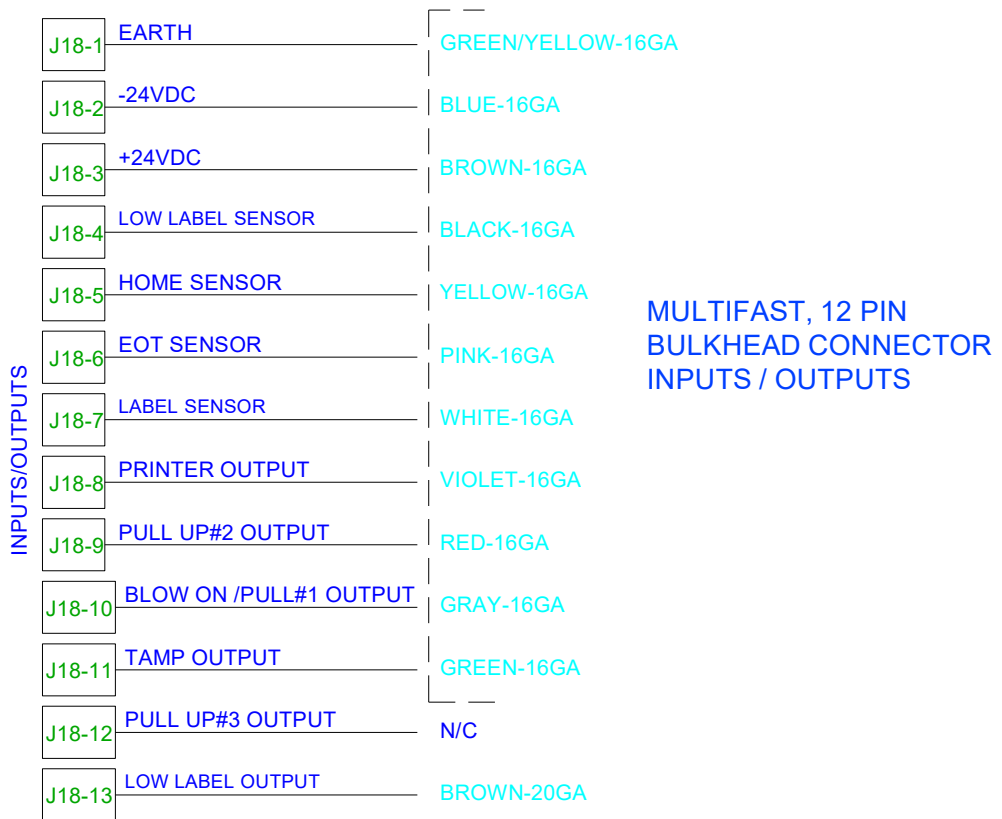 J18-1 EARTH GREEN/YELLOW-16GA
J18-2 -24VDC BLUE-16GA
J18-3 +24VDC BROWN-16GA
J18-4 LOW LABEL SENSOR BLACK-16GA
J18-5 HOME SENSOR YELLOW-16GA
J18-6 EOT SENSOR PINK-16GA
J18-7 LABEL SENSOR WHITE-16GA
J18-8 PRINTER OUTPUT VIOLET-16GA
J18-9 PULL UP#2 OUTPUT RED-16GA
J18-10 BLOW ON /PULL#1 OUTPUT GRAY-16GA
J18-11 TAMP OUTPUT GREEN-16GA
J18-12 PULL UP#3 OUTPUT N/C
J18-13 LOW LABEL OUTPUT BROWN-20GA
INPUTS/OUTPUTS
MULTIFAST, 12 PIN
BULKHEAD CONNECTOR
INPUTS / OUTPUTS